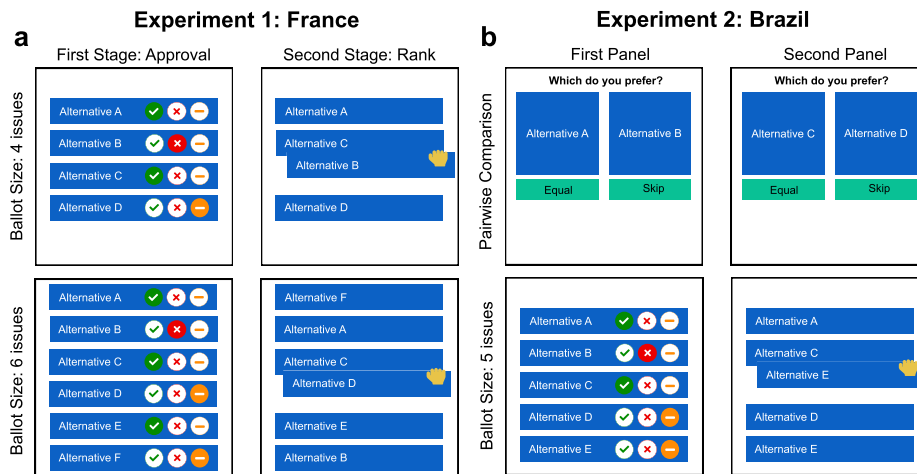 Experiment 1: France
Experiment 2: Brazil
a
b
First Stage: Approval
Second Stage: Rank
First Panel
Second Panel
Ballot Size: 4 issues
Alternative A
Alternative B
Alternative C
Alternative D
Alternative A
Alternative C
Alternative B
Alternative D
Pairwise Comparison
Which do you prefer?
Alternative A
Alternative B
Equal
Skip
Which do you prefer?
Alternative C
Alternative D
Equal
Skip
Ballot Size: 6 issues
Alternative A
Alternative B
Alternative C
Alternative D
Alternative E
Alternative F
Alternative F
Alternative A
Alternative C
Alternative D
Alternative E
Alternative B
Ballot Size: 5 issues
Alternative A
Alternative B
Alternative C
Alternative D
Alternative E
Alternative A
Alternative C
Alternative E
Alternative D
Alternative E